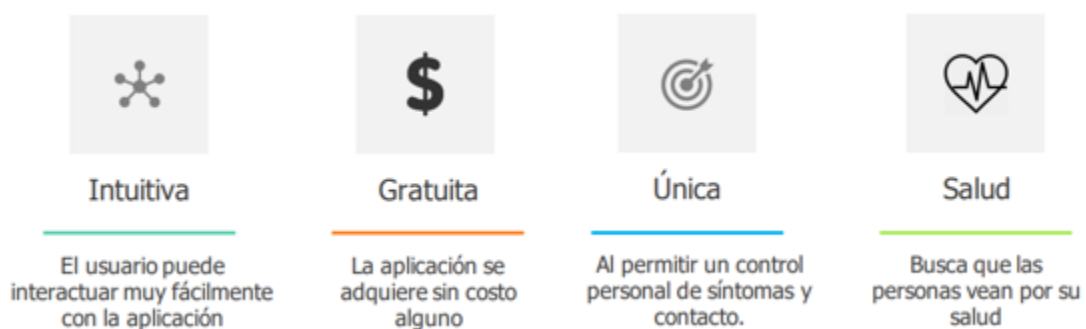 $
Intuitiva
El usuario puede
interactuar muy fácilmente
con la aplicación
Gratuita
La aplicación se
adquiere sin costo
alguno
Única
Al permitir un control
personal de síntomas y
contacto.
Salud
Busca que las
personas vean por su
salud